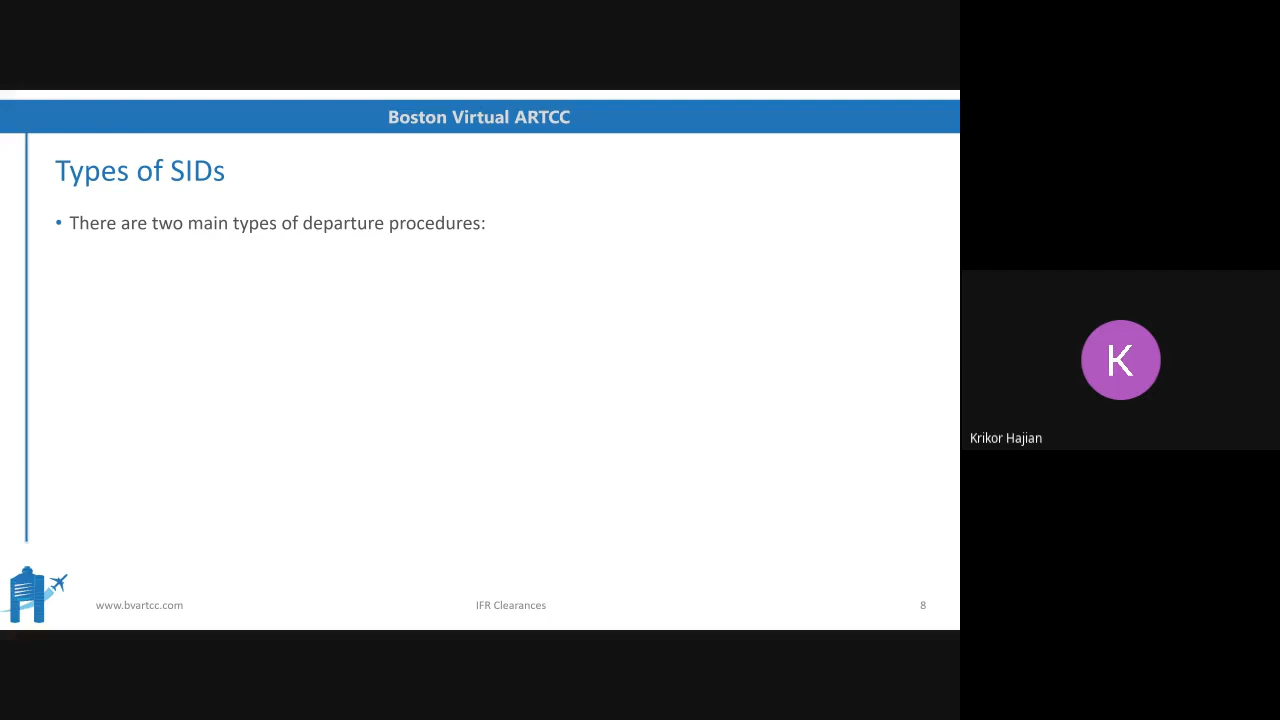 Boston Virtual ARTCC
Types of SIDs
• There are two main types of departure procedures:
K
Krikor Hajian
www.bvartcc.com
IFR Clearances
8